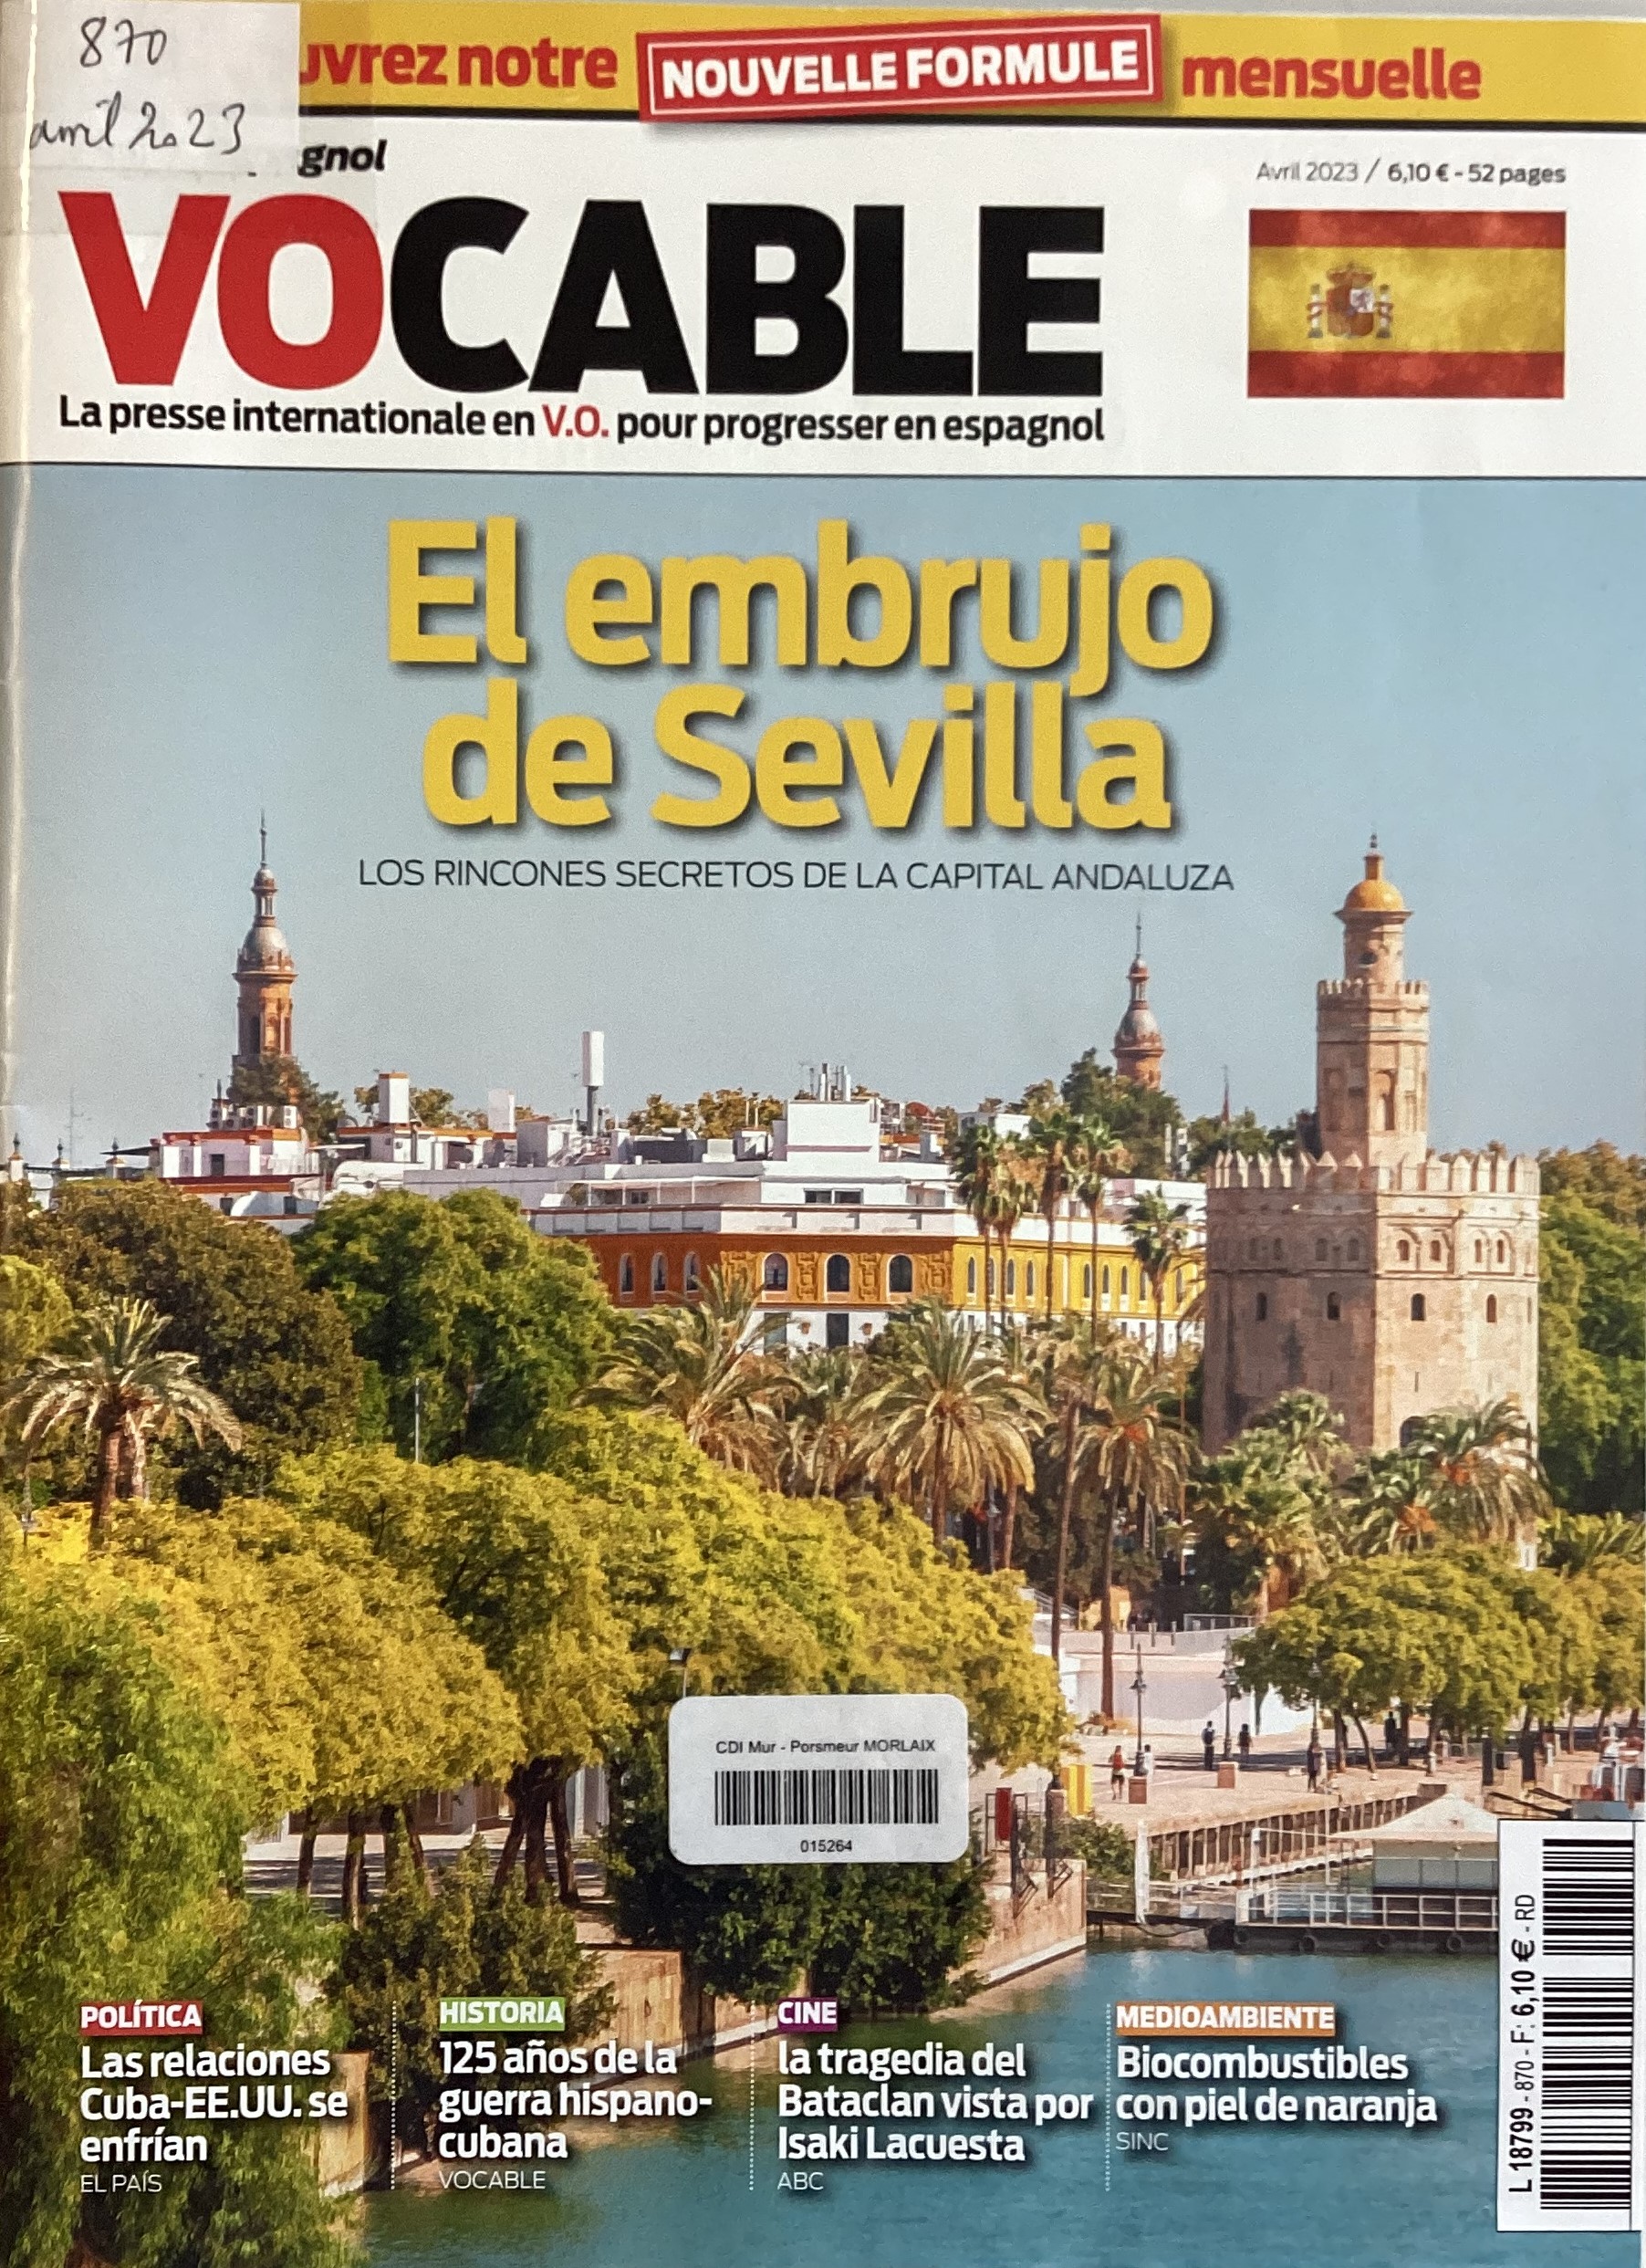 870
avril 2023
uvrez notre NOUVELLE FORMULE mensuelle
gnol
Avril 2023 / 6,10 € - 52 pages
VOCABLE
La presse internationale en V.O. pour progresser en espagnol
El embrujo
de Sevilla
LOS RINCONES SECRETOS DE LA CAPITAL ANDALUZA
CDI Mur - Porsmeur MORLAIX
015264
POLÍTICA
Las relaciones
Cuba-EE.UU. se
enfrían
EL PAÍS
HISTORIA
125 años de la
guerra hispano-
cubana
VOCABLE
CINE
la tragedia del
Bataclan vista por
Isaki Lacuesta
ABC
MEDIOAMBIENTE
Biocombustibles
con piel de naranja
SINC
L 18799 - 870 - F: 6,10 € - RD